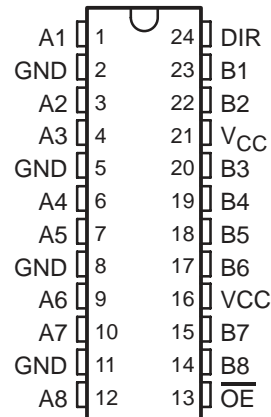 A1 1 24 DIR
GND 2 23 B1
A2 3 22 B2
A3 4 21 VCC
GND 5 20 B3
A4 6 19 B4
A5 7 18 B5
GND 8 17 B6
A6 9 16 VCC
A7 10 15 B7
GND 11 14 B8
A8 12 13 O̅E̅